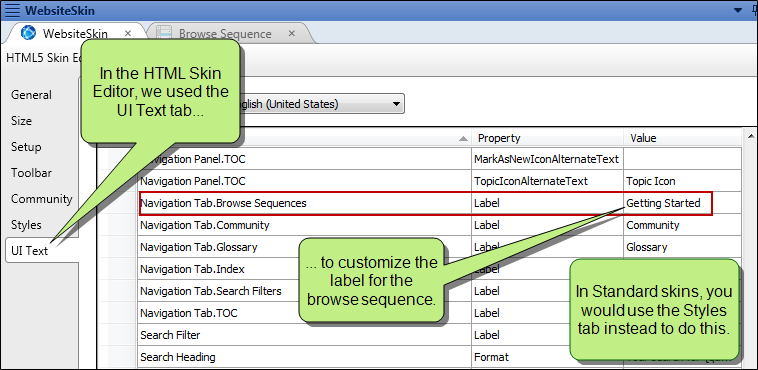 WebsiteSkin
WebsiteSkin Browse Sequence
HTML5 Skin Ed
In the HTML Skin
Editor, we used the
UI Text tab...
General
Size
Setup
Toolbar
Community
Styles
UI Text
glish (United States)
Property Value
Navigation Panel.TOC MarkAsNewIconAlternateText
Navigation Panel.TOC TopicIconAlternateText Topic Icon
Navigation Tab.Browse Sequences Label Getting Started
Navigation Tab.Community Label Community
Navigation Tab.Glossary Label Glossary
Navigation Tab.Index Label
Navigation Tab.Search Filters Label
Navigation Tab.TOC Label
Search Filter Label
Search Heading Format
... to customize the
label for the
browse sequence.
In Standard skins, you
would use the Styles
tab instead to do this.